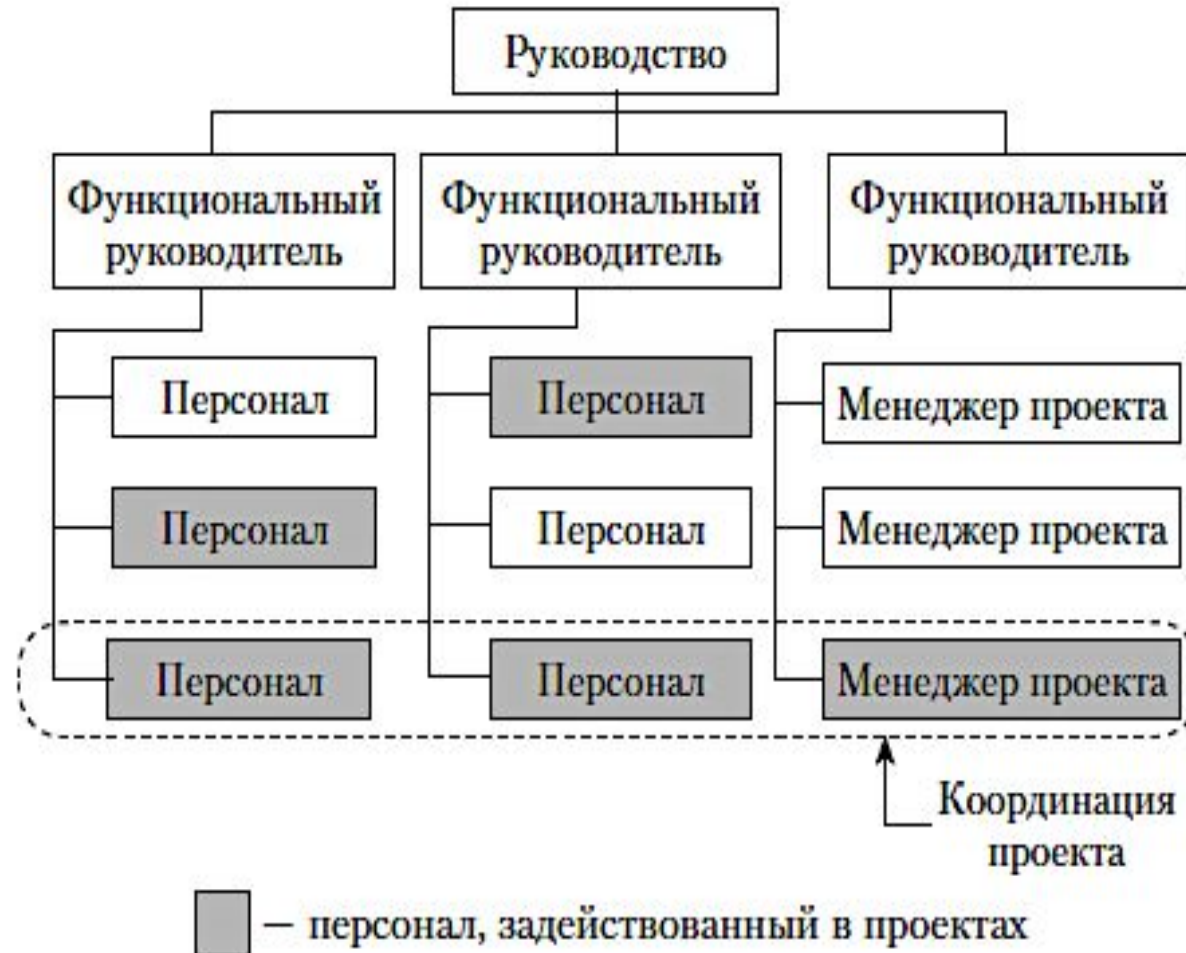 Руководство
Функциональный
руководитель
Функциональный
руководитель
Функциональный
руководитель
Персонал
Персонал
Менеджер проекта
Персонал
Персонал
Менеджер проекта
Персонал
Персонал
Менеджер проекта
Координация
проекта
— персонал, задействованный в проектах